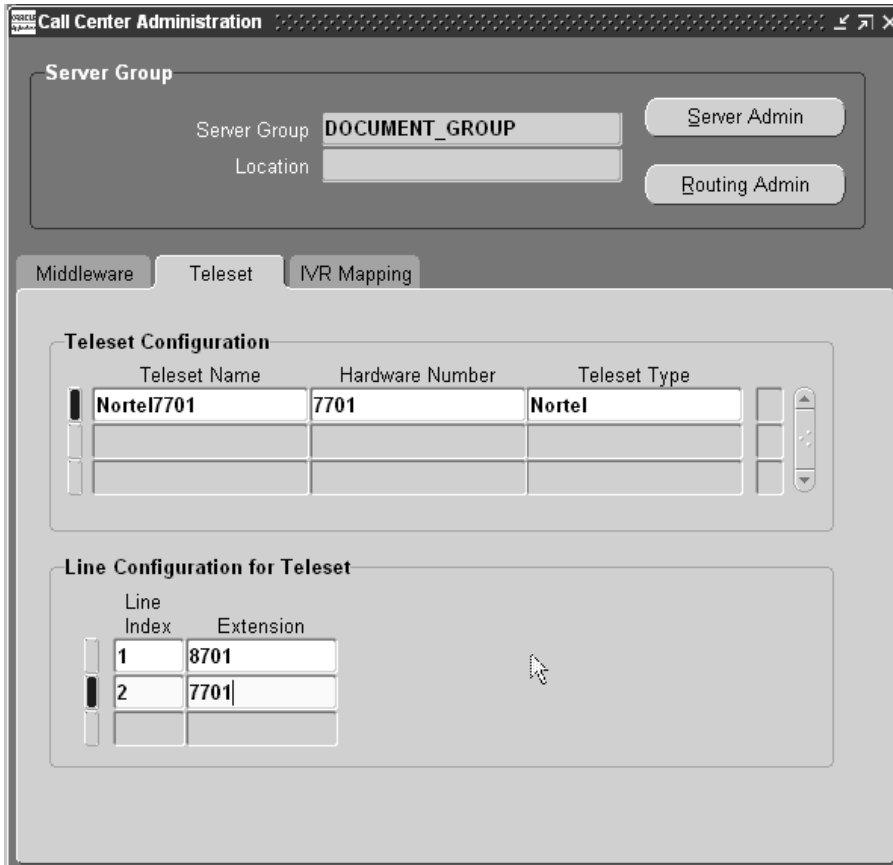 Call Center Administration
Server Group
Server Group DOCUMENT_GROUP
Server Admin
Location
Routing Admin
Middleware Teleset IVR Mapping
Teleset Configuration
Teleset Name Hardware Number Teleset Type
Nortel7701 7701 Nortel
Line Configuration for Teleset
Line
Index Extension
1 8701
2 7701